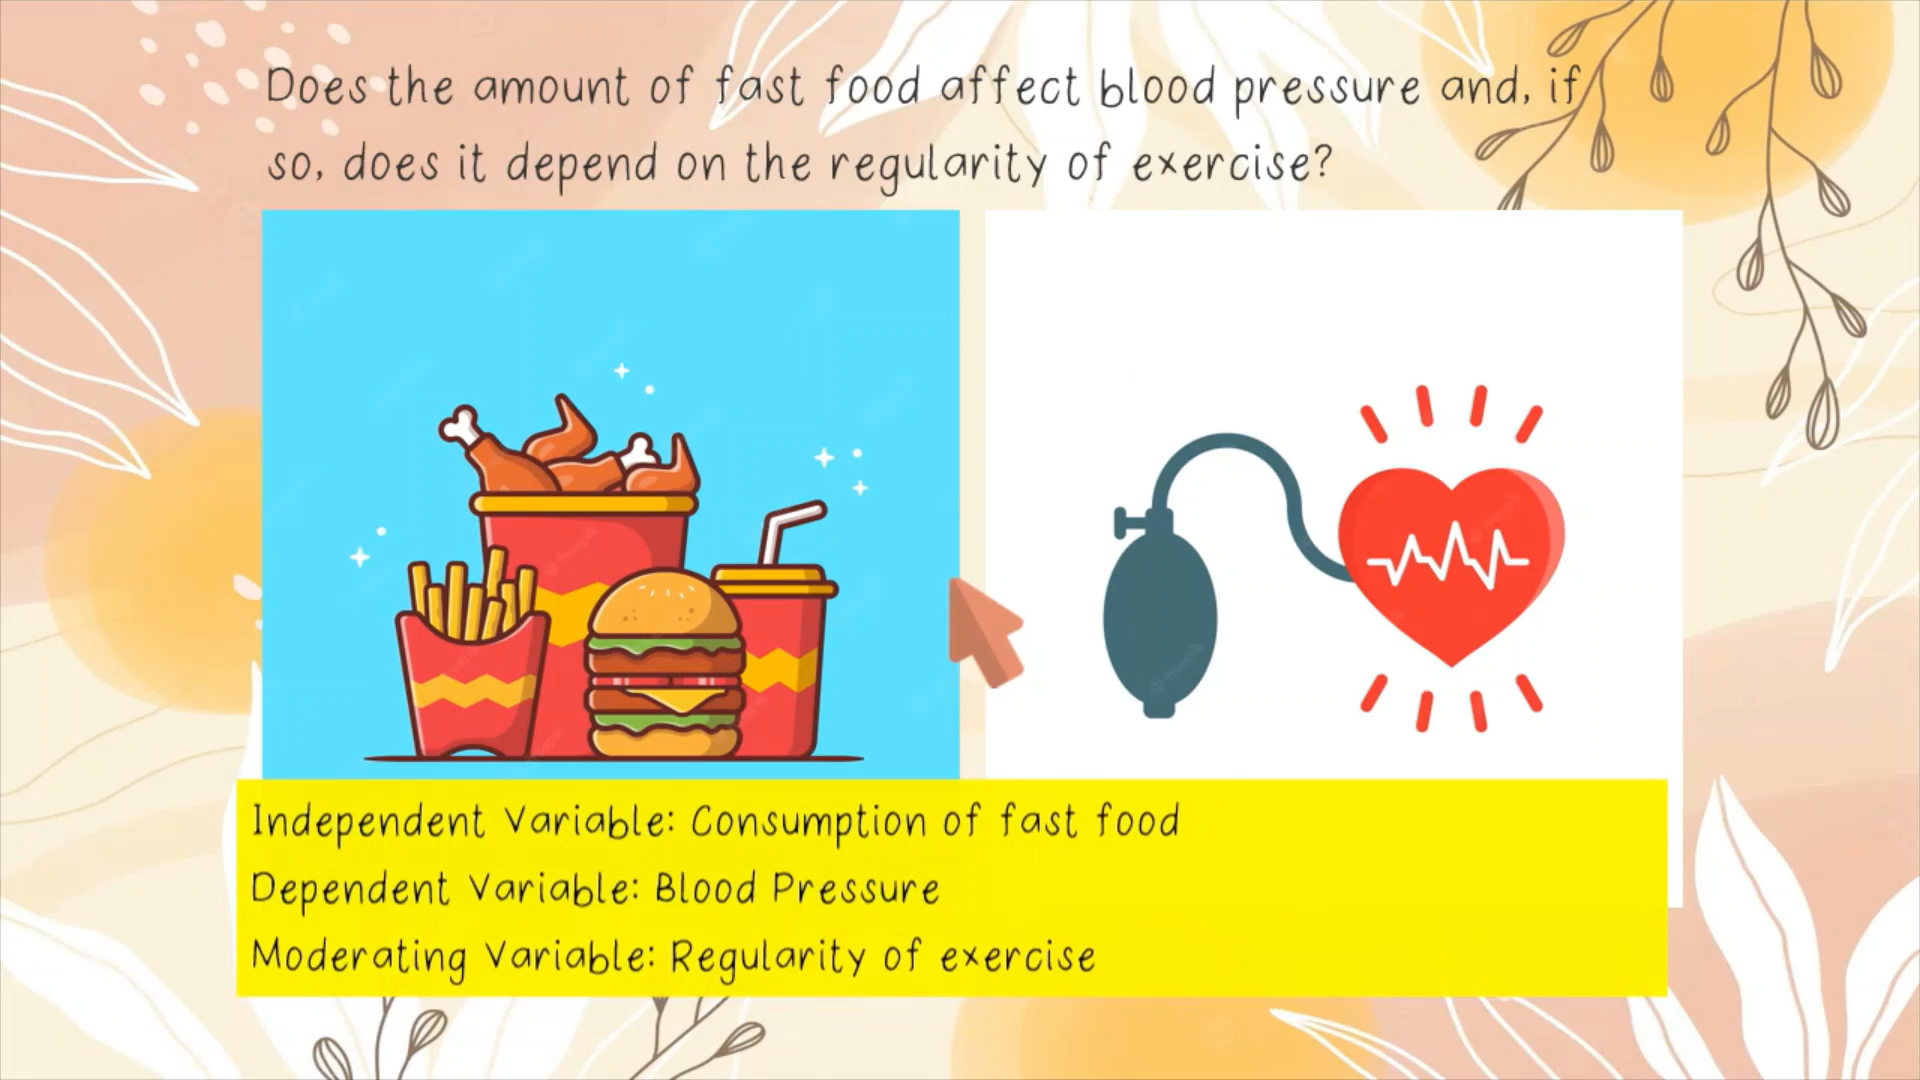 Does the amount of fast food affect blood pressure and, if
so, does it depend on the regularity of exercise?
Independent Variable: Consumption of fast food
Dependent Variable: Blood Pressure
Moderating Variable: Regularity of exercise